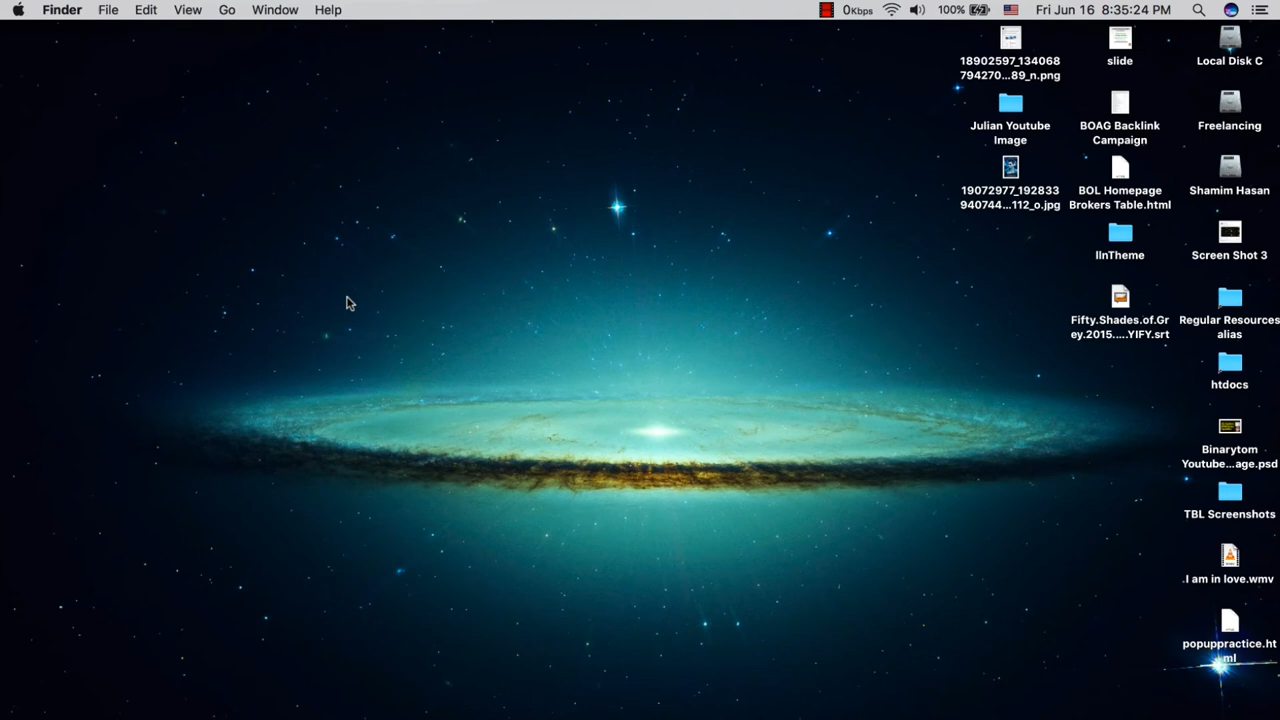 Finder File Edit View Go Window Help 0Kbps 100% Fri Jun 16 8:35:24 PM
18902597_134068
794270...89_n.png
slide
Local Disk C
Julian Youtube
Image
BOAG Backlink
Campaign
Freelancing
19072977_192833
940744...112_o.jpg
BOL Homepage
Brokers Table.html
Shamim Hasan
IInTheme
Screen Shot 3
Fifty.Shades.of.Gr
ey.2015.....YIFY.srt
Regular Resources
alias
htdocs
Binarytom
Youtube...age.psd
TBL Screenshots
.I am in love.wmv
popuppractice.ht
ml